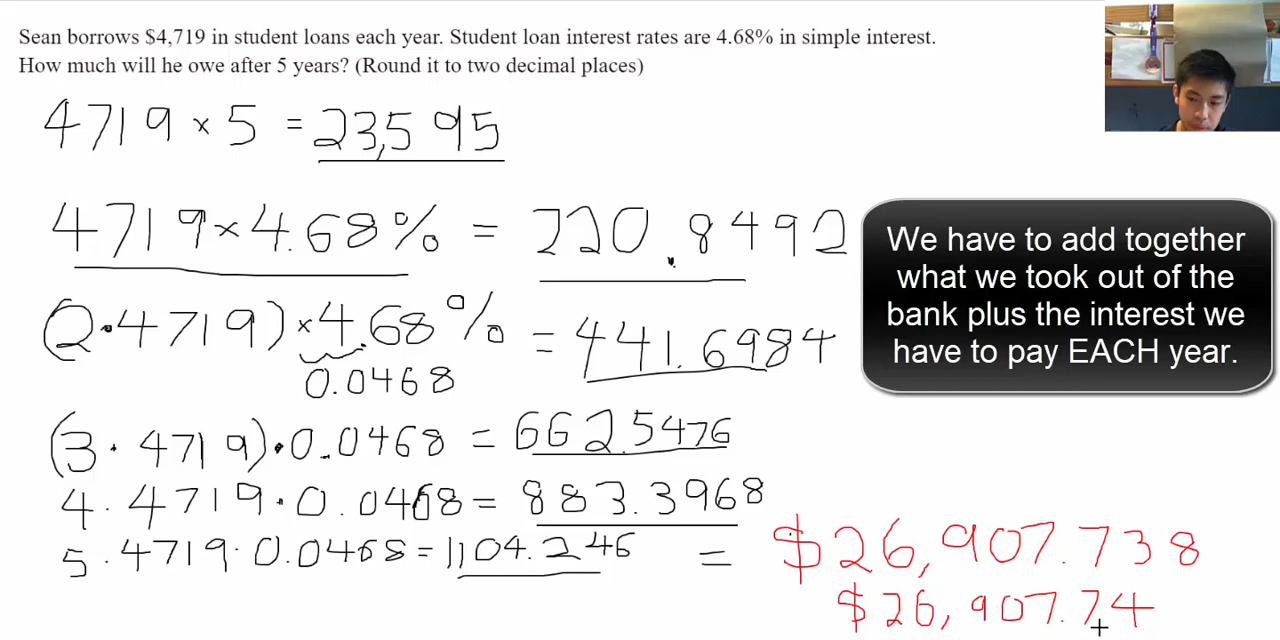 Sean borrows $4,719 in student loans each year. Student loan interest rates are 4.68% in simple interest.
How much will he owe after 5 years? (Round it to two decimal places)
4719 × 5 = 23,595
4719 × 4.68% = 220.8492
(2·4719) × 4.68% = 441.6984
0.0468
We have to add together
what we took out of the
bank plus the interest we
have to pay EACH year.
(3·4719)·0.0468 = 662.5476
4·4719·0.0468 = 883.3968
5·4719·0.0468 = 1104.246 = $26,907.738
$26,907.74